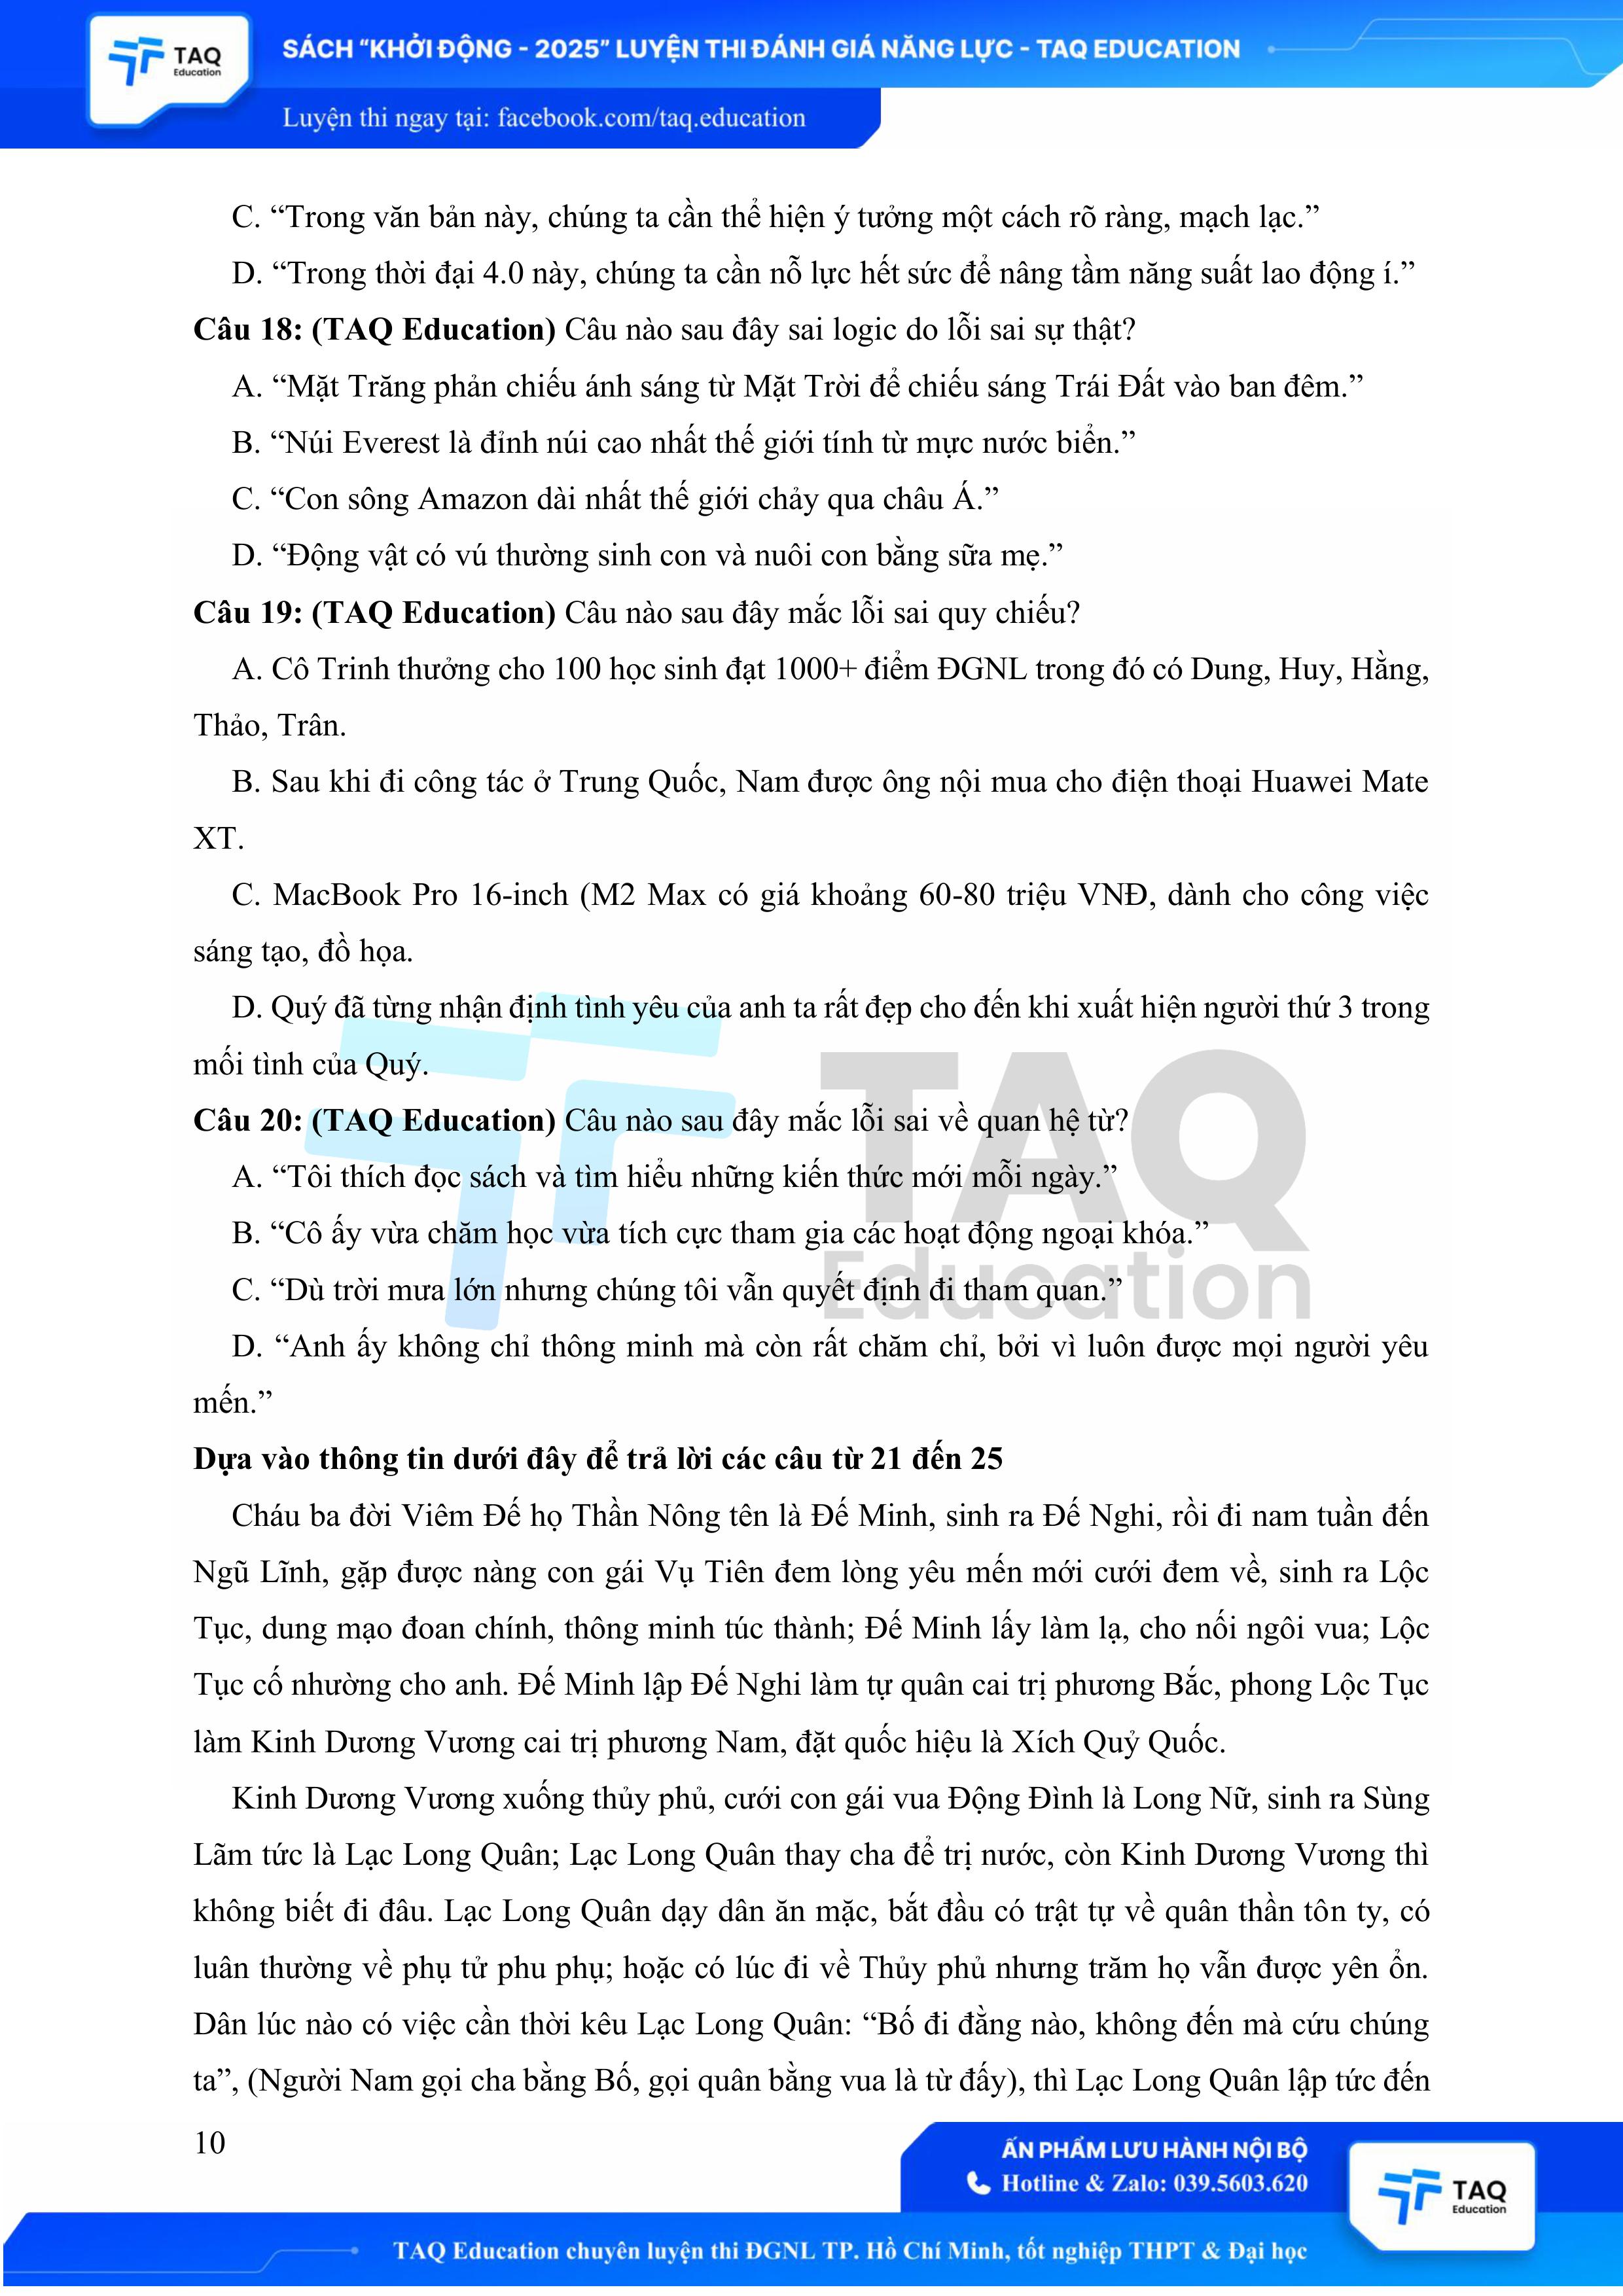 TAQ
Education
SÁCH “KHỞI ĐỘNG - 2025” LUYỆN THI ĐÁNH GIÁ NĂNG LỰC - TAQ EDUCATION
Luyện thi ngay tại: facebook.com/taq.education
C. “Trong văn bản này, chúng ta cần thể hiện ý tưởng một cách rõ ràng, mạch lạc.”
D. “Trong thời đại 4.0 này, chúng ta cần nỗ lực hết sức để nâng tầm năng suất lao động í.”
Câu 18: (TAQ Education) Câu nào sau đây sai logic do lỗi sai sự thật?
A. “Mặt Trăng phản chiếu ánh sáng từ Mặt Trời để chiếu sáng Trái Đất vào ban đêm.”
B. “Núi Everest là đỉnh núi cao nhất thế giới tính từ mực nước biển.”
C. “Con sông Amazon dài nhất thế giới chảy qua châu Á.”
D. “Động vật có vú thường sinh con và nuôi con bằng sữa mẹ.”
Câu 19: (TAQ Education) Câu nào sau đây mắc lỗi sai quy chiếu?
A. Cô Trinh thưởng cho 100 học sinh đạt 1000+ điểm ĐGNL trong đó có Dung, Huy, Hằng,
Thảo, Trân.
B. Sau khi đi công tác ở Trung Quốc, Nam được ông nội mua cho điện thoại Huawei Mate
XT.
C. MacBook Pro 16-inch (M2 Max có giá khoảng 60-80 triệu VNĐ, dành cho công việc
sáng tạo, đồ họa.
D. Quý đã từng nhận định tình yêu của anh ta rất đẹp cho đến khi xuất hiện người thứ 3 trong
mối tình của Quý.
Câu 20: (TAQ Education) Câu nào sau đây mắc lỗi sai về quan hệ từ?
A. “Tôi thích đọc sách và tìm hiểu những kiến thức mới mỗi ngày.”
B. “Cô ấy vừa chăm học vừa tích cực tham gia các hoạt động ngoại khóa.”
C. “Dù trời mưa lớn nhưng chúng tôi vẫn quyết định đi tham quan.”
D. “Anh ấy không chỉ thông minh mà còn rất chăm chỉ, bởi vì luôn được mọi người yêu
mến.”
TAQ
Education
Dựa vào thông tin dưới đây để trả lời các câu từ 21 đến 25
Cháu ba đời Viêm Đế họ Thần Nông tên là Đế Minh, sinh ra Đế Nghi, rồi đi nam tuần đến
Ngũ Lĩnh, gặp được nàng con gái Vụ Tiên đem lòng yêu mến mới cưới đem về, sinh ra Lộc
Tục, dung mạo đoan chính, thông minh túc thành; Đế Minh lấy làm lạ, cho nối ngôi vua; Lộc
Tục cố nhường cho anh. Đế Minh lập Đế Nghi làm tự quân cai trị phương Bắc, phong Lộc Tục
làm Kinh Dương Vương cai trị phương Nam, đặt quốc hiệu là Xích Quỷ Quốc.
Kinh Dương Vương xuống thủy phủ, cưới con gái vua Động Đình là Long Nữ, sinh ra Sùng
Lãm tức là Lạc Long Quân; Lạc Long Quân thay cha để trị nước, còn Kinh Dương Vương thì
không biết đi đâu. Lạc Long Quân dạy dân ăn mặc, bắt đầu có trật tự về quân thần tôn ty, có
luân thường về phụ tử phu phụ; hoặc có lúc đi về Thủy phủ nhưng trăm họ vẫn được yên ổn.
Dân lúc nào có việc cần thời kêu Lạc Long Quân: “Bố đi đằng nào, không đến mà cứu chúng
ta”, (Người Nam gọi cha bằng Bố, gọi quân bằng vua là từ đấy), thì Lạc Long Quân lập tức đến
10
ẤN PHẨM LƯU HÀNH NỘI BỘ
Hotline & Zalo: 039.5603.620
TAQ
Education
TAQ Education chuyên luyện thi ĐGNL TP. Hồ Chí Minh, tốt nghiệp THPT & Đại học